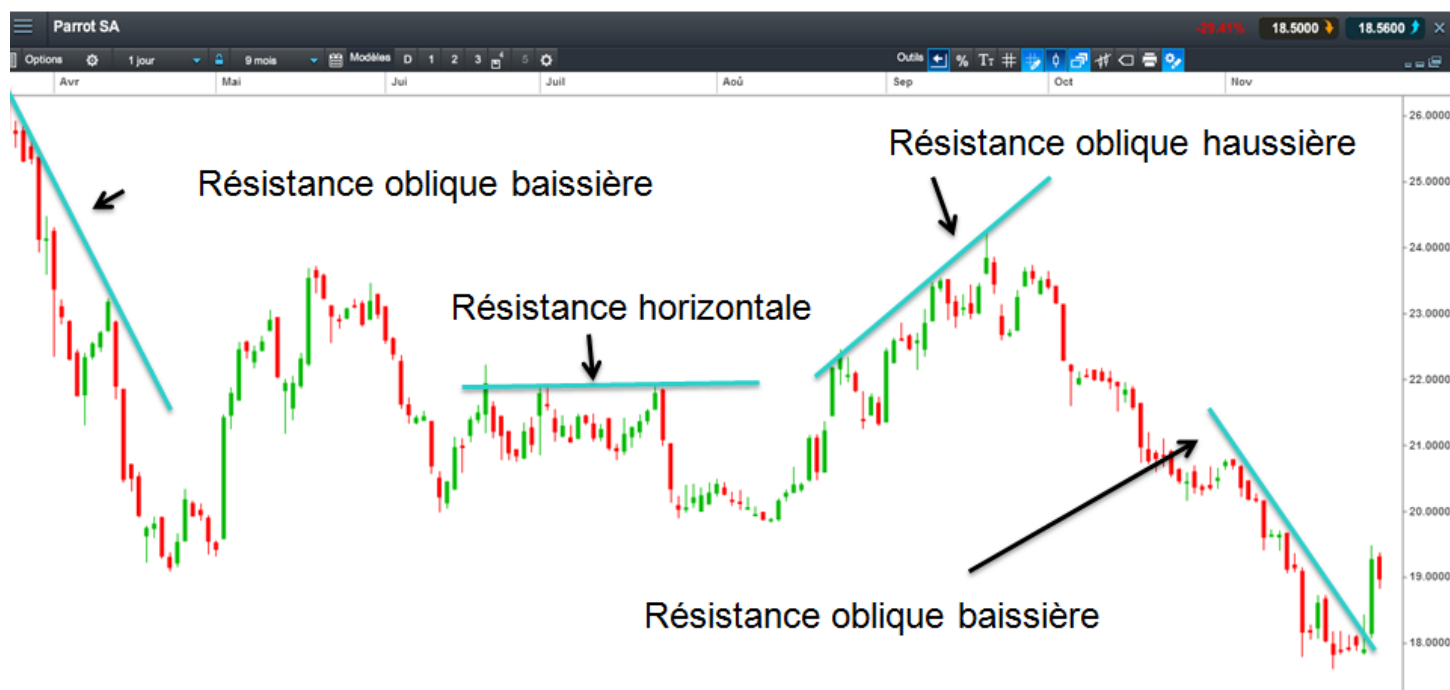 Parrot SA -29.41% 18.5000 18.5600
Options 1 jour 9 mois Modèles D 1 2 3 4 5 Outils % TT
Avr Mai Jui Juil Aoû Sep Oct Nov
26.0000
Résistance oblique haussière
Résistance oblique baissière
25.0000
24.0000
Résistance horizontale
23.0000
22.0000
21.0000
20.0000
19.0000
Résistance oblique baissière
18.0000